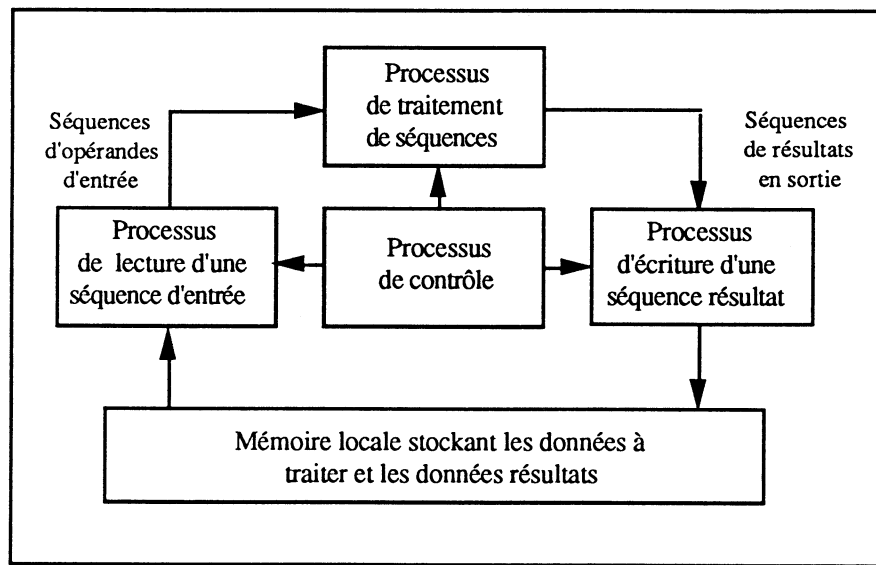 Processus
de traitement
de séquences
Séquences
d'opérandes
d'entrée
Séquences
de résultats
en sortie
Processus
de lecture d'une
séquence d'entrée
Processus
de contrôle
Processus
d'écriture d'une
séquence résultat
Mémoire locale stockant les données à
traiter et les données résultats